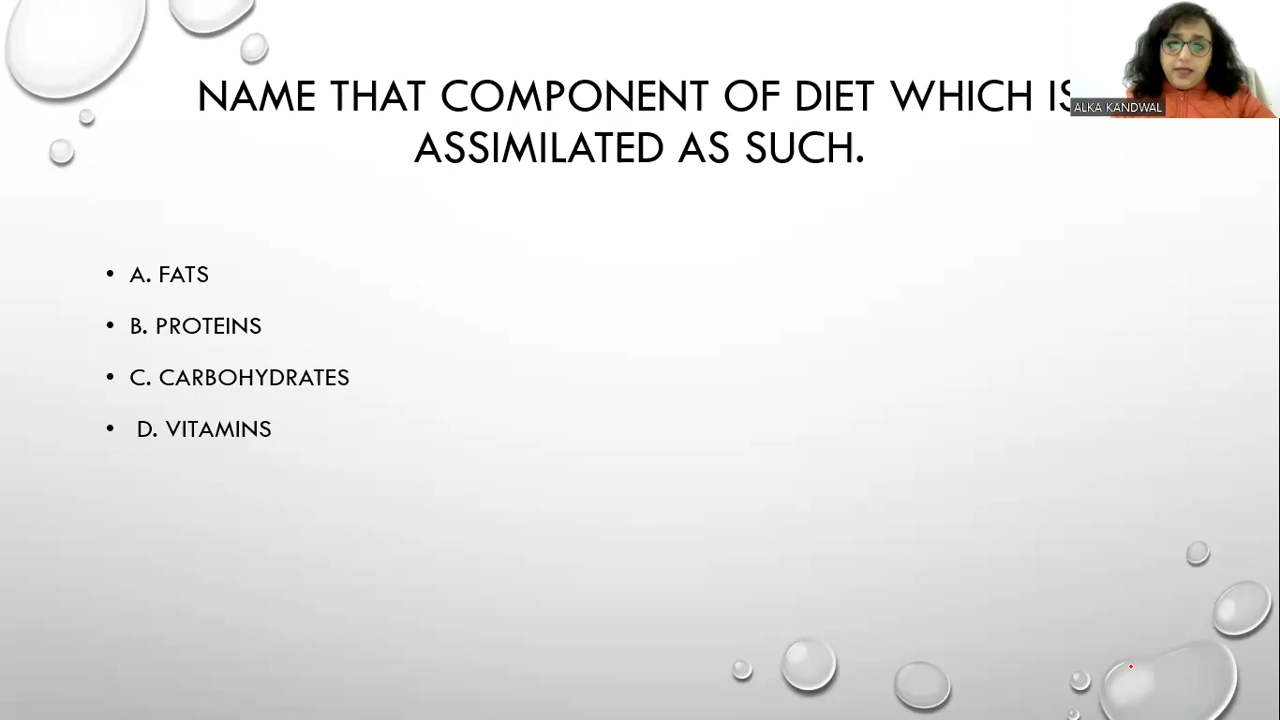 NAME THAT COMPONENT OF DIET WHICH IS
ASSIMILATED AS SUCH.
ALKA KANDWAL
• A. FATS
• B. PROTEINS
• C. CARBOHYDRATES
• D. VITAMINS